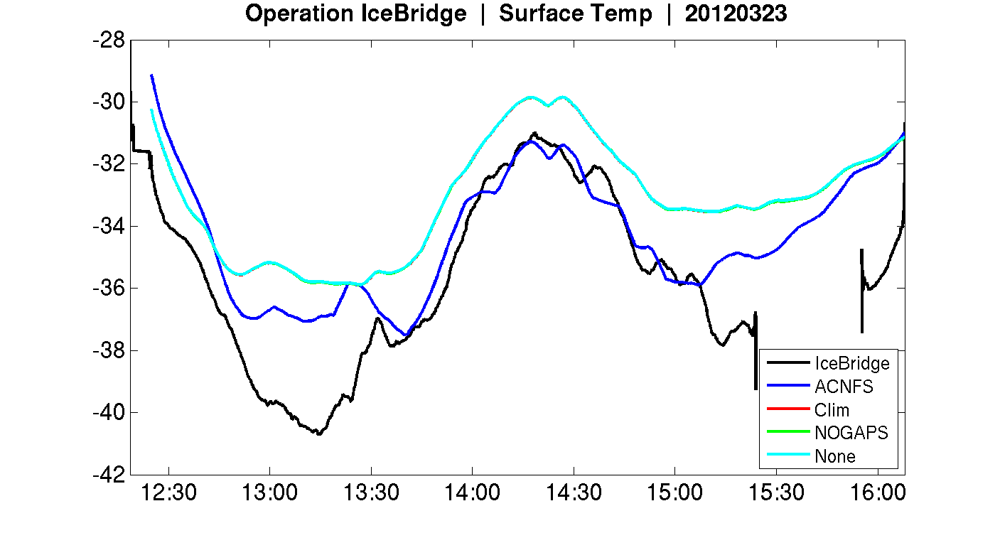 Operation IceBridge | Surface Temp | 20120323
-28
-30
-32
-34
-36
-38
-40
-42
IceBridge
ACNFS
Clim
NOGAPS
None
12:30 13:00 13:30 14:00 14:30 15:00 15:30 16:00